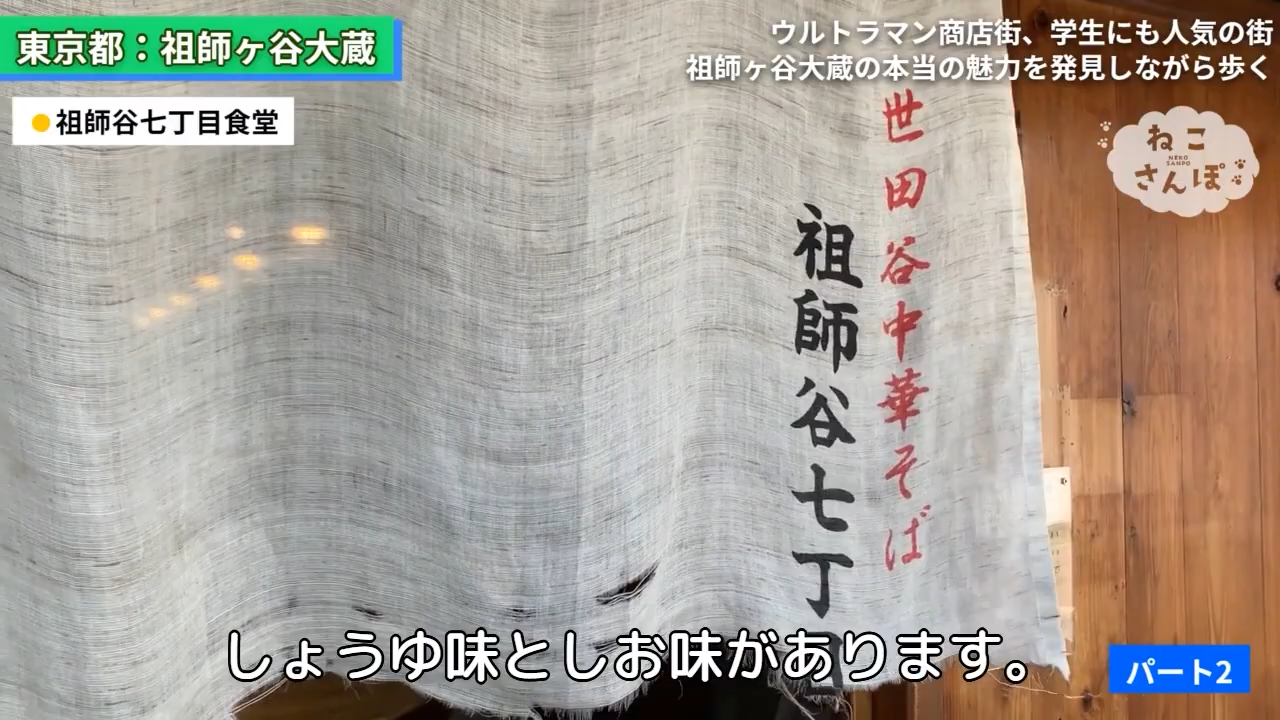 東京都：祖師ヶ谷大蔵
ウルトラマン商店街、学生にも人気の街
祖師ヶ谷大蔵の本当の魅力を発見しながら歩く
祖師谷七丁目食堂
ねこ
NEKO
SANPO
さんぽ
世田谷中華そば
祖師谷七丁目
しょうゆ味としお味があります。
パート2